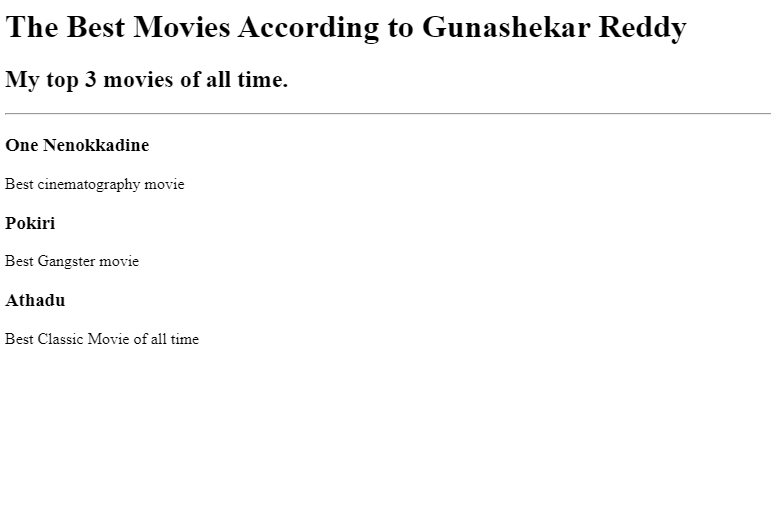 The Best Movies According to Gunashekar Reddy
My top 3 movies of all time.
One Nenokkadine
Best cinematography movie
Pokiri
Best Gangster movie
Athadu
Best Classic Movie of all time